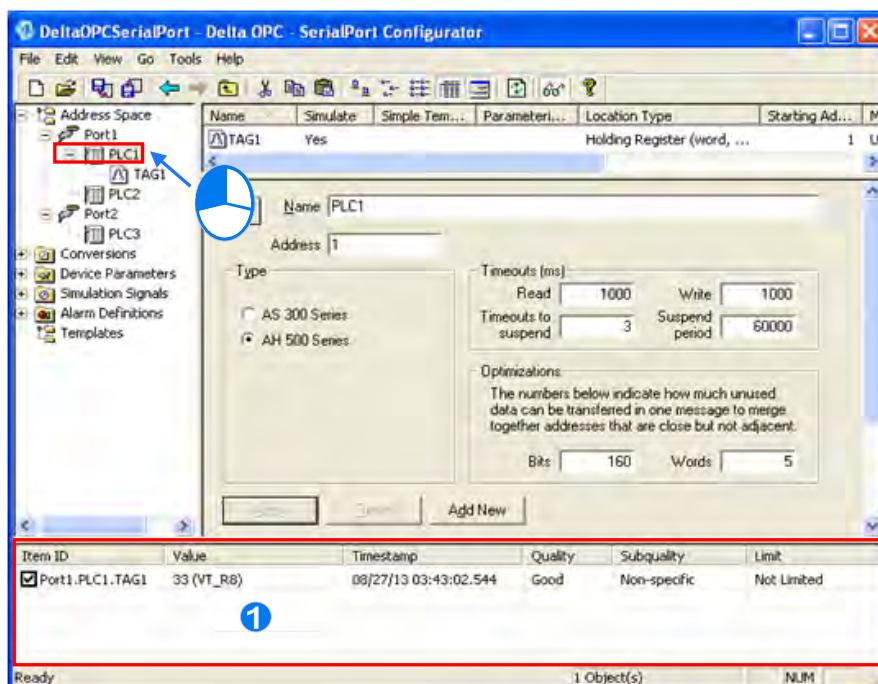 DeltaOPCSerialPort - Delta OPC - SerialPort Configurator
File Edit View Go Tools Help
Address Space
Port1
PLC1
TAG1
PLC2
Port2
PLC3
Conversions
Device Parameters
Simulation Signals
Alarm Definitions
Templates
Name Simulate Simple Tem... Parameteri... Location Type Starting Ad... M
TAG1 Yes Holding Register (word, ... 1 U
Name PLC1
Address 1
Type
AS 300 Series
AH 500 Series
Timeouts (ms)
Read 1000 Write 1000
Timeouts to suspend 3 Suspend period 60000
Optimizations
The numbers below indicate how much unused
data can be transferred in one message to merge
together addresses that are close but not adjacent.
Bits 160 Words 5
Add New
Item ID Value Timestamp Quality Subquality Limit
Port1.PLC1.TAG1 33 (VT_R8) 08/27/13 03:43:02.544 Good Non-specific Not Limited
1
Ready 1 Object(s) NUM